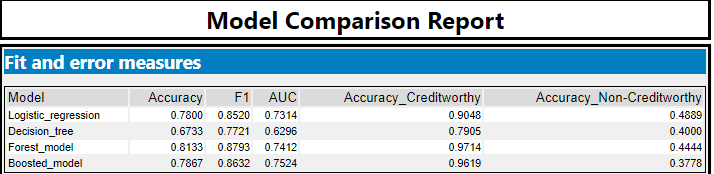 Model Comparison Report
Fit and error measures
Model Accuracy F1 AUC Accuracy_Creditworthy Accuracy_Non-Creditworthy
Logistic_regression 0.7800 0.8520 0.7314 0.9048 0.4889
Decision_tree 0.6733 0.7721 0.6296 0.7905 0.4000
Forest_model 0.8133 0.8793 0.7412 0.9714 0.4444
Boosted_model 0.7867 0.8632 0.7524 0.9619 0.3778